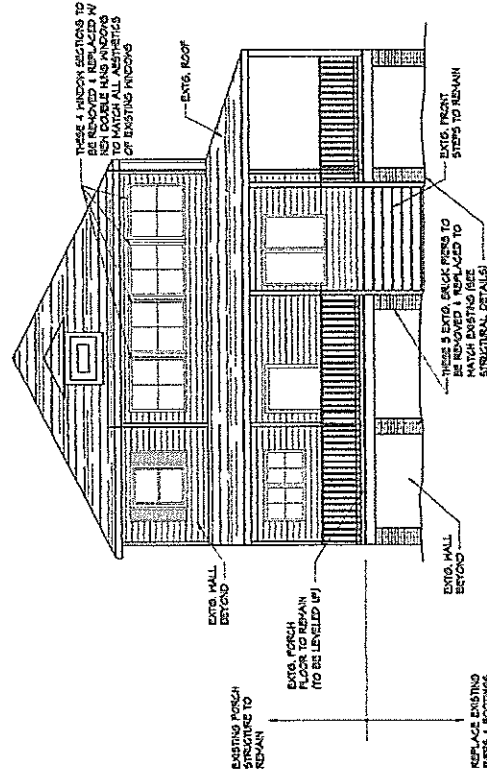 THESE 4 WINDOW SECTIONS TO
BE REMOVED & REPLACED W/
NEW DOUBLE HUNG WINDOWS
TO MATCH ALL AESTHETICS
OF EXISTING WINDOWS
EXTG. ROOF
EXTG. FRONT
STEPS TO REMAIN
THESE 5 EXTG. BRICK PIERS TO
BE REMOVED & REPLACED TO
MATCH EXISTING (SEE
STRUCTURAL DETAILS)
EXTG. WALL
BEYOND
EXTG. PORCH
FLOOR TO REMAIN
(TO BE LEVELED UP)
EXTG. WALL
BEYOND
EXISTING PORCH
STRUCTURE TO
REMAIN
REPLACE EXISTING
PIERS & FOOTINGS